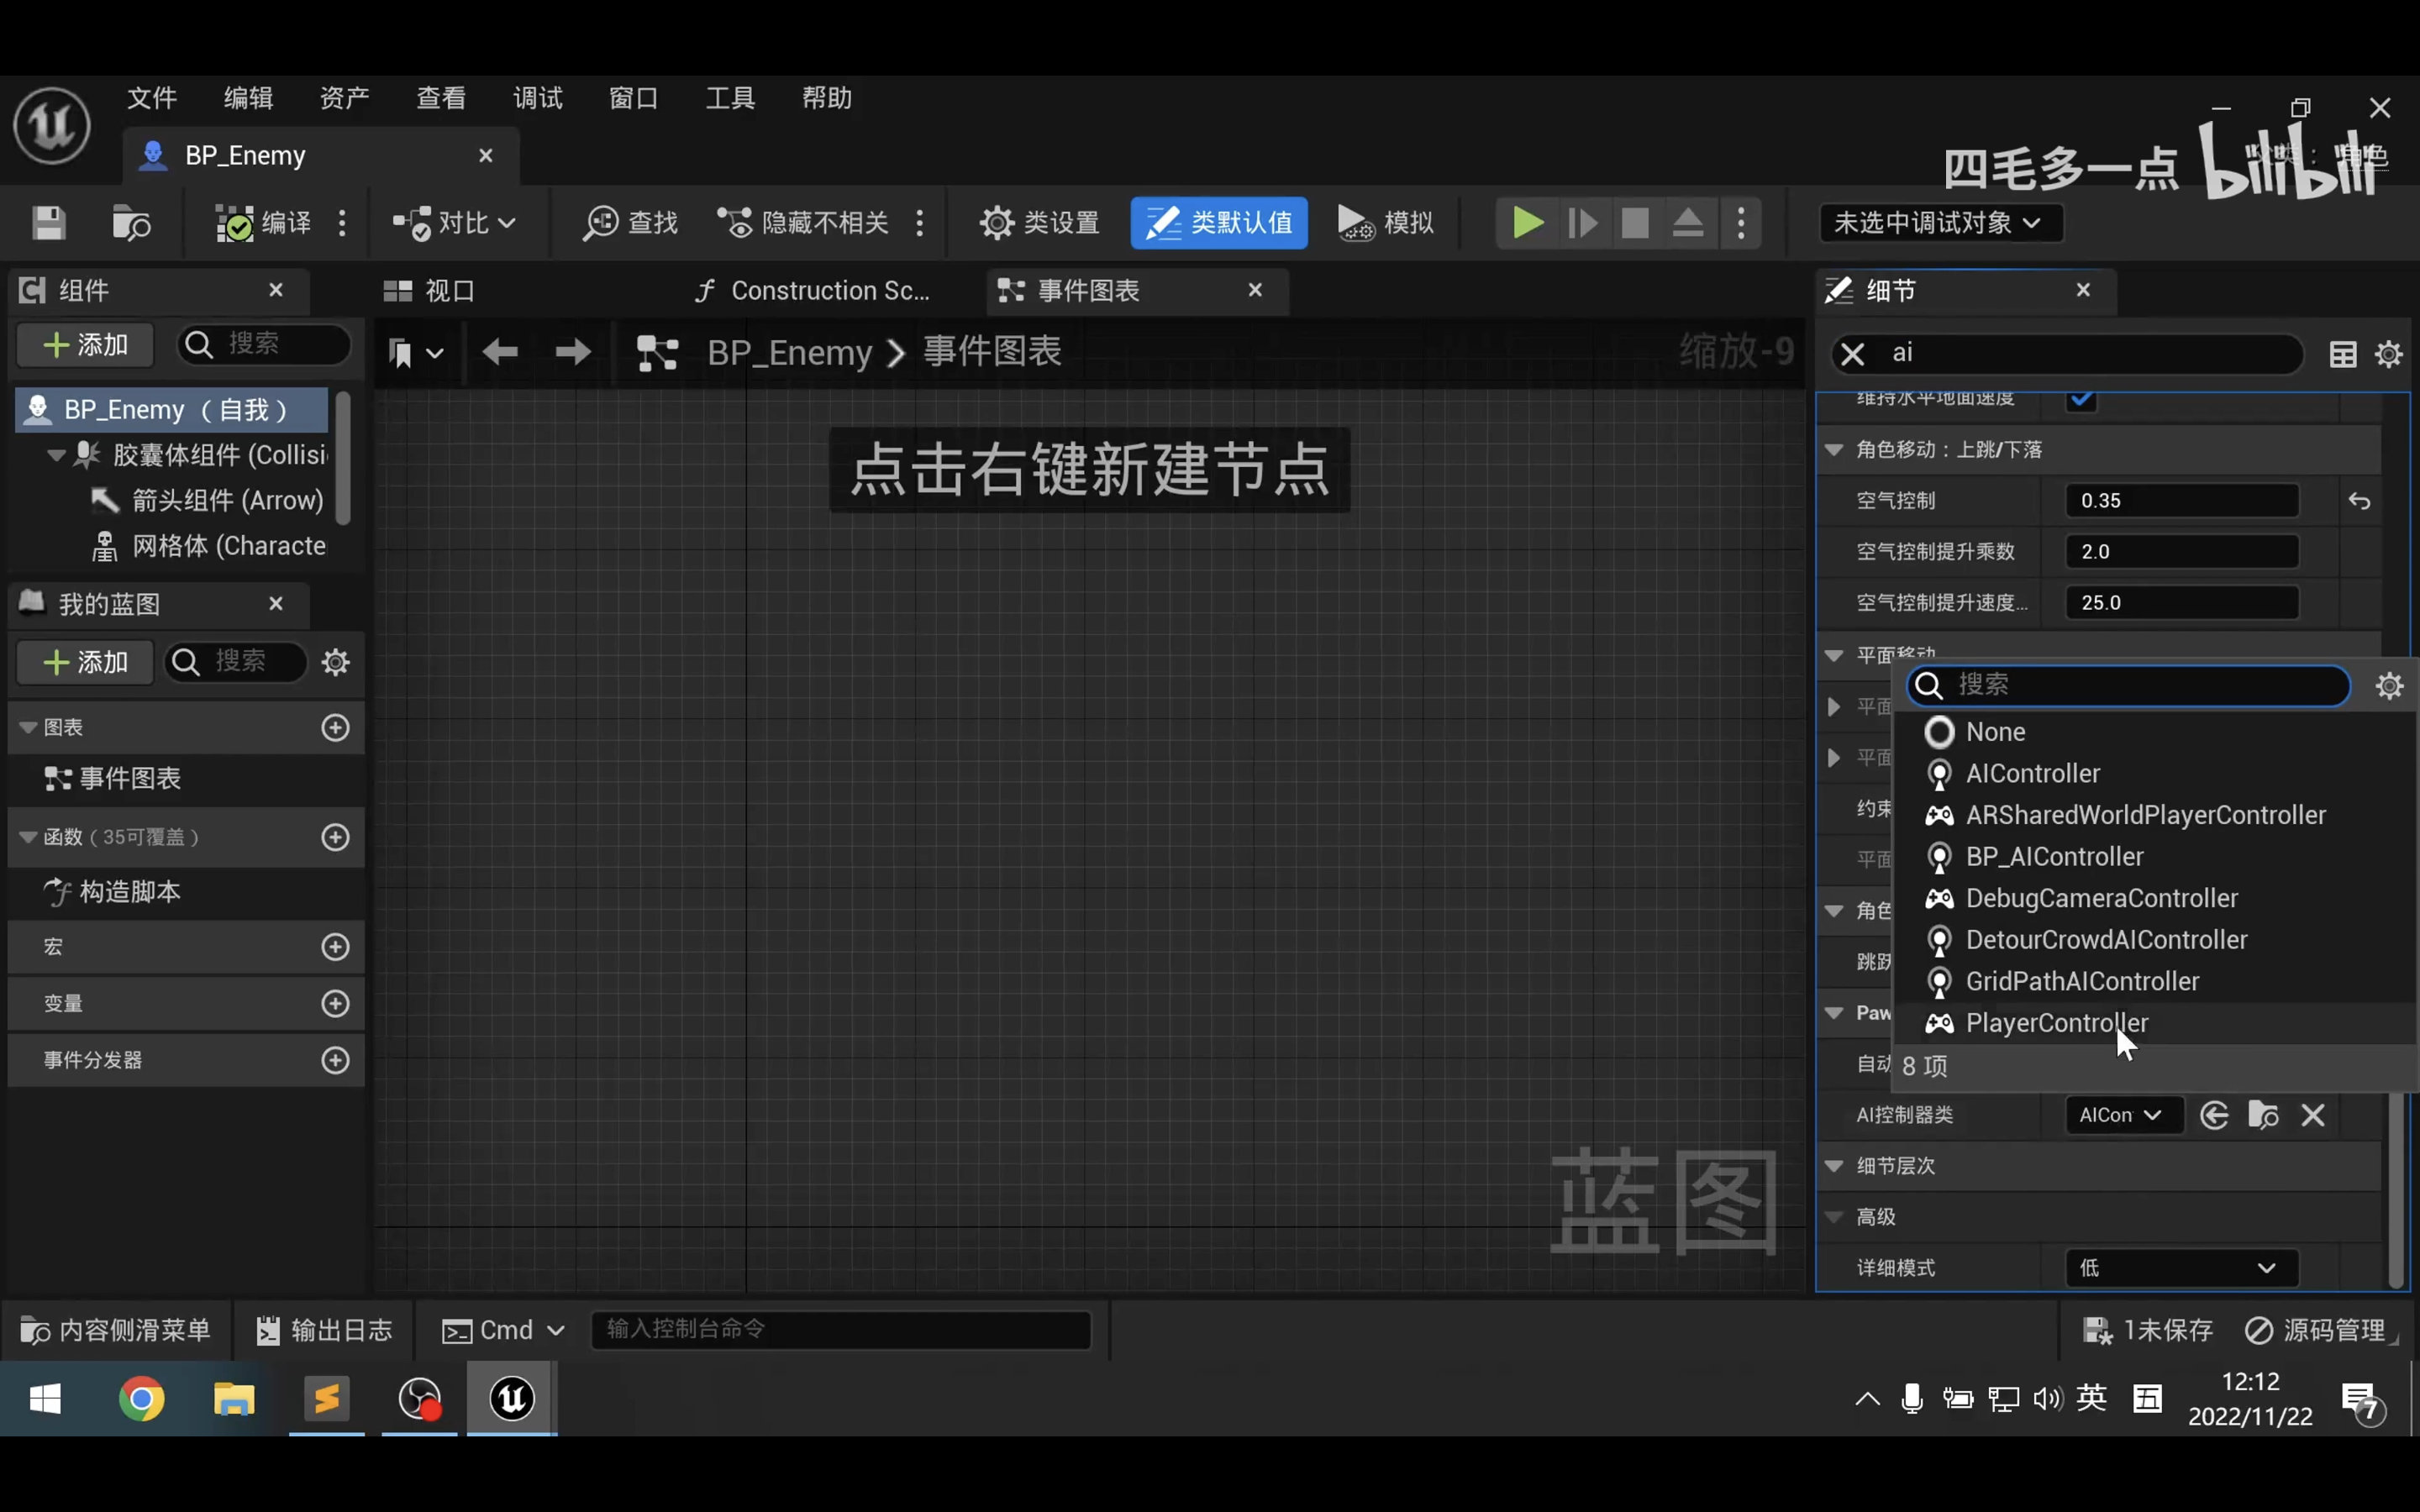 文件 编辑 资产 查看 调试 窗口 工具 帮助
BP_Enemy
四毛多一点 bilibili
编译 对比 查找 隐藏不相关 类设置 类默认值 模拟 未选中调试对象
组件
添加 搜索
BP_Enemy （自我）
胶囊体组件 (Collisi
箭头组件 (Arrow)
网格体 (Characte
我的蓝图
添加 搜索
图表
事件图表
函数（35可覆盖）
构造脚本
宏
变量
事件分发器
视口 Construction Sc... 事件图表
BP_Enemy 事件图表 缩放-9
点击右键新建节点
蓝图
细节
ai
维持水平地面速度
角色移动：上跳/下落
空气控制 0.35
空气控制提升乘数 2.0
空气控制提升速度... 25.0
平面移动
搜索
None
AIController
ARSharedWorldPlayerController
BP_AIController
DebugCameraController
DetourCrowdAIController
GridPathAIController
PlayerController
8 项
平面
平面
约束
平面
角色
跳跃
Paw
自动
AI控制器类 AICon
细节层次
高级
详细模式 低
内容侧滑菜单 输出日志 Cmd 输入控制台命令 1未保存 源码管理
英 五 12:12
2022/11/22
7